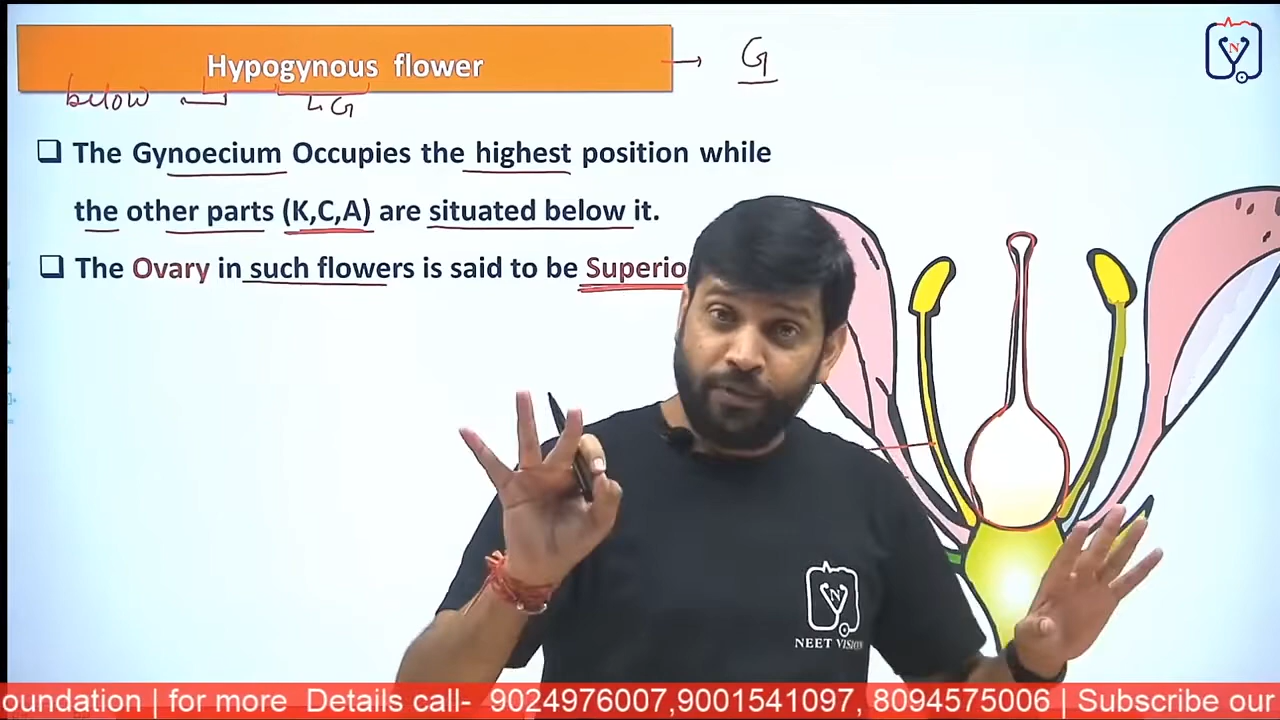 Hypogynous flower
G
below
G
The Gynoecium Occupies the highest position while
the other parts (K,C,A) are situated below it.
The Ovary in such flowers is said to be Superio
N
N
NEET VISION
oundation | for more Details call- 9024976007,9001541097, 8094575006 | Subscribe our